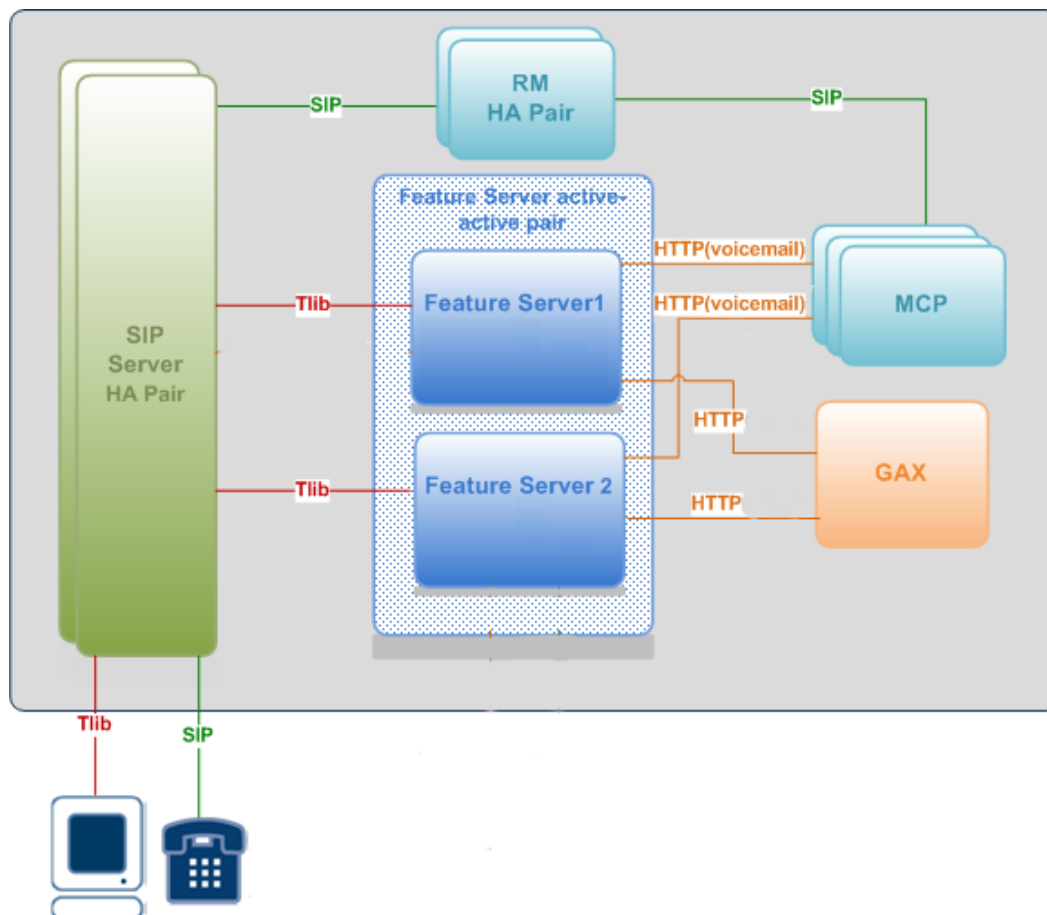 RM
HA Pair
SIP
SIP
Feature Server active-
active pair
HTTP(voicemail)
Feature Server1
Tlib
HTTP(voicemail)
MCP
SIP
Server
HA Pair
HTTP
Feature Server 2
GAX
Tlib
HTTP
Tlib
SIP